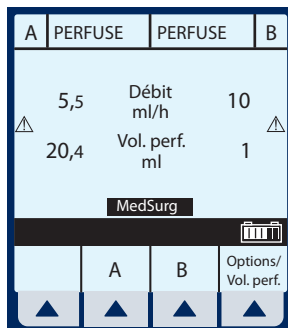 A PERFUSE PERFUSE B
5,5 Débit ml/h 10
20,4 Vol. perf. ml 1
MedSurg
A B Options/ Vol. perf.